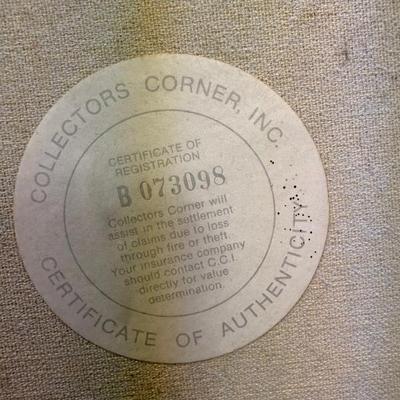 COLLECTORS CORNER, INC.
CERTIFICATE OF
REGISTRATION
B 073098
Collectors Corner will
assist in the settlement
of claims due to loss
through fire or theft.
Your insurance company
should contact C.C.I.
directly for value
determination.
CERTIFICATE OF AUTHENTICITY